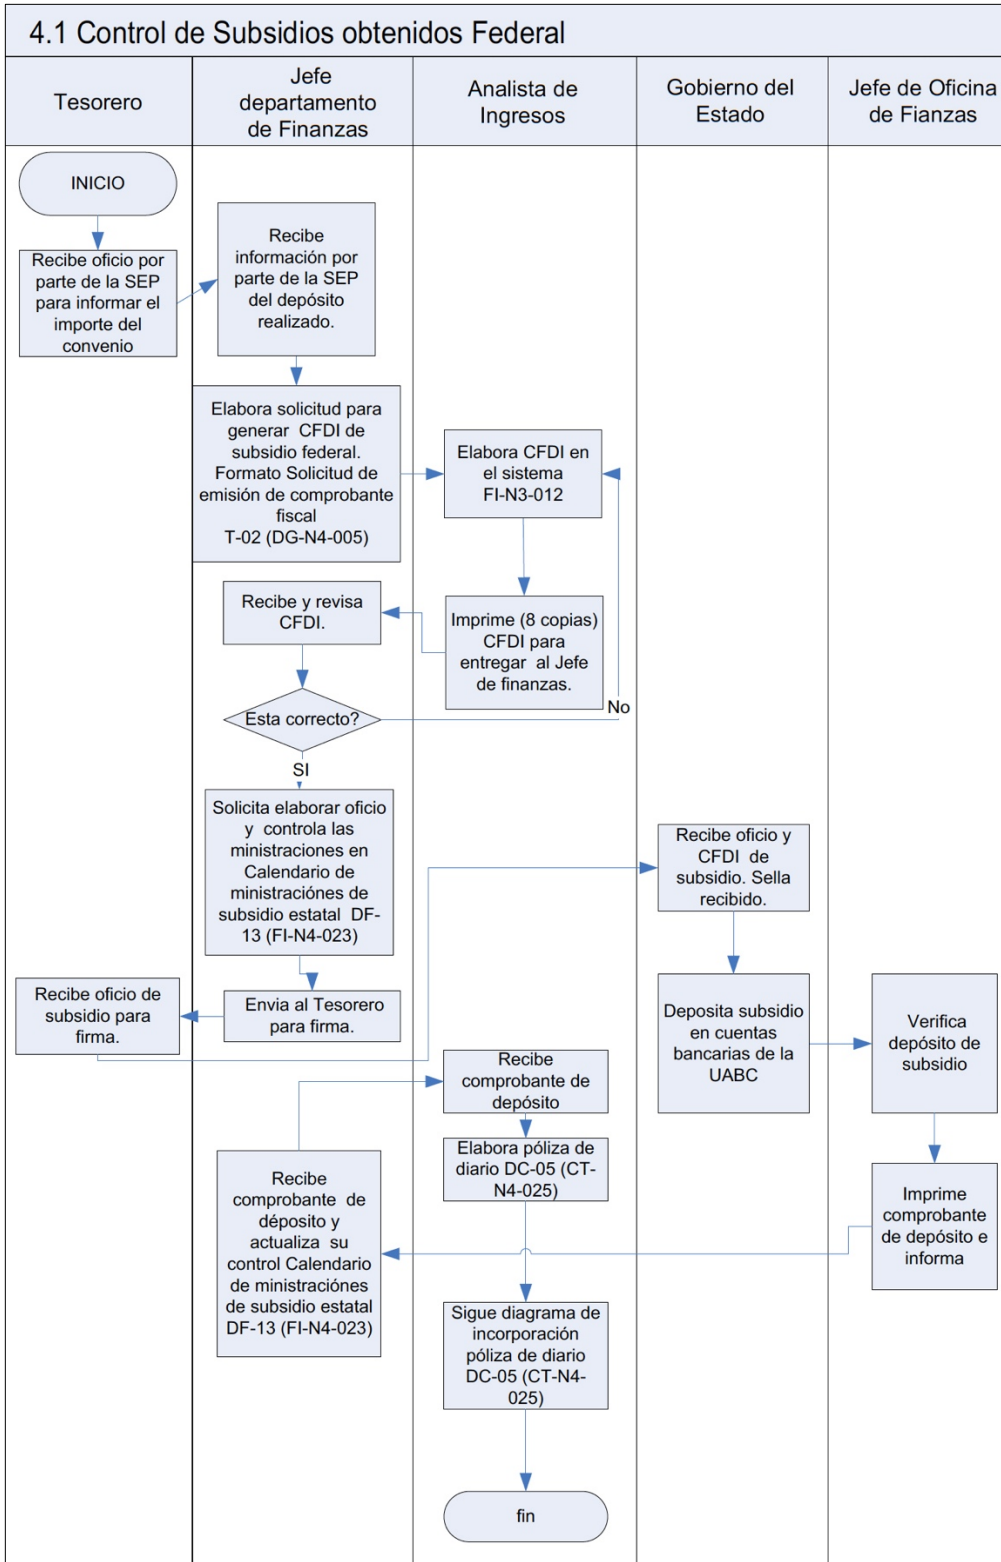 4.1 Control de Subsidios obtenidos Federal
Tesorero
Jefe
departamento
de Finanzas
Analista de
Ingresos
Gobierno del
Estado
Jefe de Oficina
de Fianzas
INICIO
Recibe oficio por
parte de la SEP
para informar el
importe del
convenio
Recibe
información por
parte de la SEP
del depósito
realizado.
Elabora solicitud para
generar CFDI de
subsidio federal.
Formato Solicitud de
emisión de comprobante
fiscal
T-02 (DG-N4-005)
Elabora CFDI en
el sistema
FI-N3-012
Imprime (8 copias)
CFDI para
entregar al Jefe
de finanzas.
Recibe y revisa
CFDI.
Esta correcto?
No
SI
Solicita elaborar oficio
y controla las
ministraciones en
Calendario de
ministraciónes de
subsidio estatal DF-
13 (FI-N4-023)
Envia al Tesorero
para firma.
Recibe oficio de
subsidio para
firma.
Recibe oficio y
CFDI de
subsidio. Sella
recibido.
Deposita subsidio
en cuentas
bancarias de la
UABC
Verifica
depósito de
subsidio
Imprime
comprobante
de depósito e
informa
Recibe
comprobante de
déposito y
actualiza su
control Calendario
de ministraciónes
de subsidio estatal
DF-13 (FI-N4-023)
Recibe
comprobante de
depósito
Elabora póliza de
diario DC-05 (CT-
N4-025)
Sigue diagrama de
incorporación
póliza de diario
DC-05 (CT-N4-
025)
fin